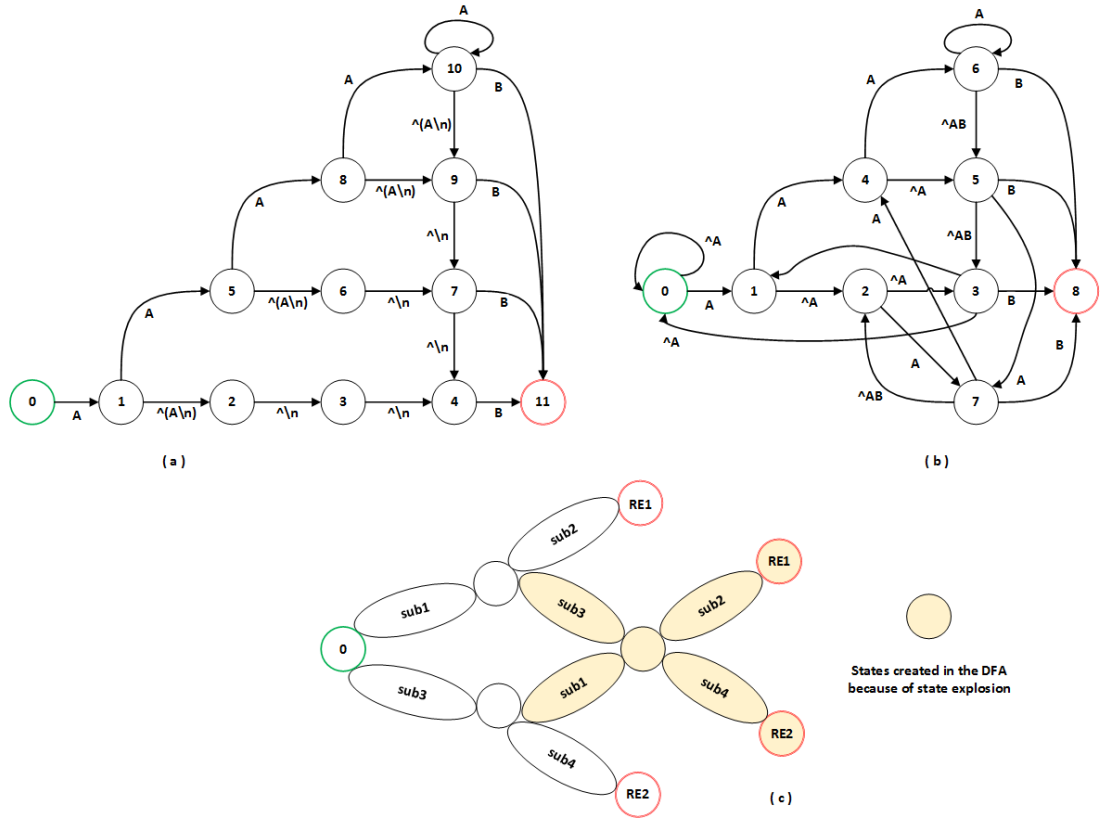 A
10
A
B
^(A\n)
8
^(A\n)
9
B
A
^\n
5
^(A\n)
6
^\n
7
B
A
^\n
0
A
1
^(A\n)
2
^\n
3
^\n
4
B
11
( a )
A
6
A
B
^AB
4
^A
5
B
A
A
^AB
^A
0
A
1
^A
2
^A
3
B
8
^A
A
B
^AB
7
A
( b )
RE1
sub2
RE1
sub1
sub3
sub2
0
sub3
sub1
sub4
RE2
sub4
RE2
States created in the DFA
because of state explosion
( c )